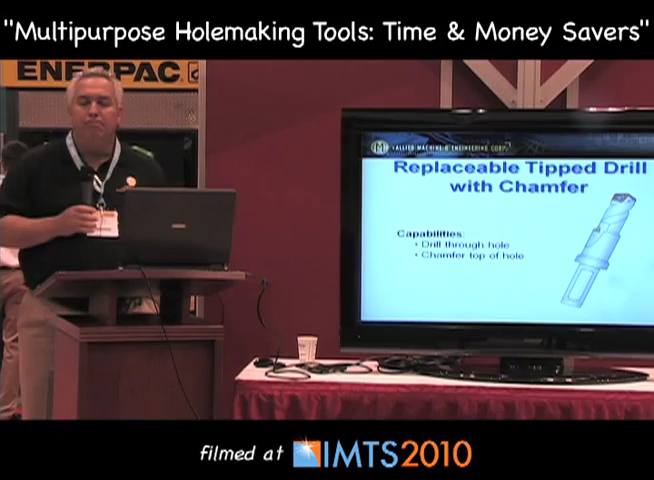 "Multipurpose Holemaking Tools: Time & Money Savers"
ENERPAC
ALLIED MACHINE & ENGINEERING CORP.
Replaceable Tipped Drill
with Chamfer
Capabilities:
• Drill through hole
• Chamfer top of hole
filmed at IMTS2010